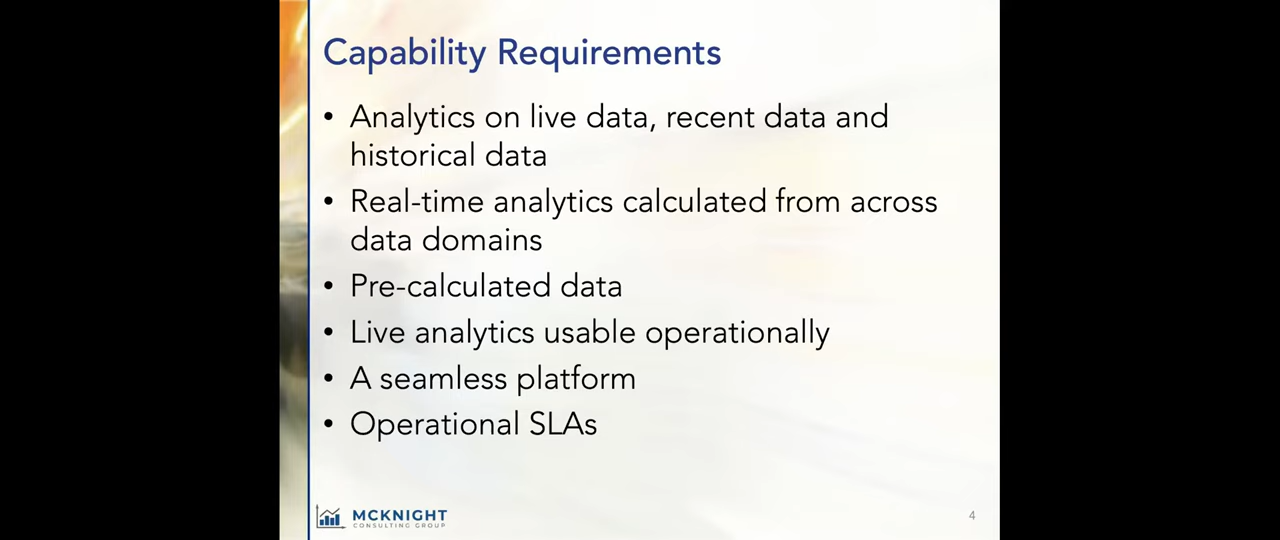 Capability Requirements
• Analytics on live data, recent data and
historical data
• Real-time analytics calculated from across
data domains
• Pre-calculated data
• Live analytics usable operationally
• A seamless platform
• Operational SLAs
MCKNIGHT
CONSULTING GROUP
4